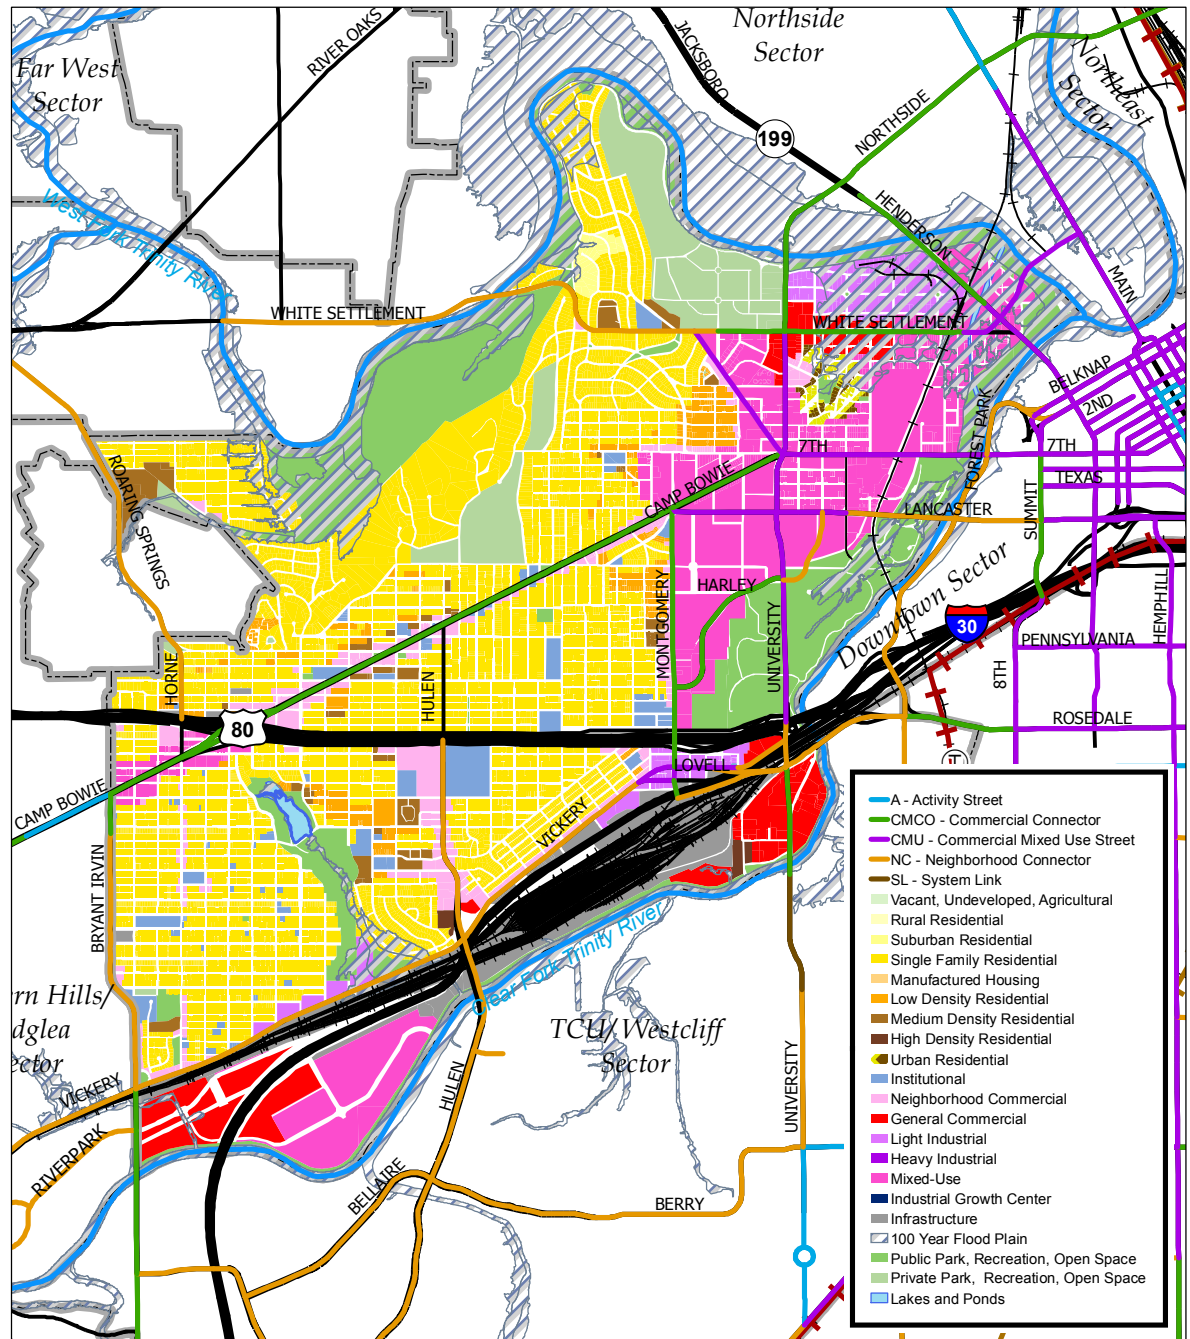 Northside
Sector
Far West
Sector
RIVER OAKS
JACKSBORO
199
NORTHSIDE
Northeast
Sector
HENDERSON
West Fork Trinity River
MAIN
WHITE SETTLEMENT
WHITE SETTLEMENT
BELKNAP
2ND
7TH
7TH
FOREST PARK
TEXAS
SUMMIT
CAMP BOWIE
LANCASTER
ROARING SPRINGS
HARLEY
MONTGOMERY
UNIVERSITY
Downtown Sector
30
HEMPHILL
PENNSYLVANIA
8TH
ROSEDALE
HORNE
HULEN
80
LOVELL
CAMP BOWIE
VICKERY
BRYANT IRVIN
Clear Fork Trinity River
ern Hills/
dglea
ector
TCU/Westcliff
Sector
VICKERY
RIVERPARK
HULEN
UNIVERSITY
BELLAIRE
BERRY
A - Activity Street
CMCO - Commercial Connector
CMU - Commercial Mixed Use Street
NC - Neighborhood Connector
SL - System Link
Vacant, Undeveloped, Agricultural
Rural Residential
Suburban Residential
Single Family Residential
Manufactured Housing
Low Density Residential
Medium Density Residential
High Density Residential
Urban Residential
Institutional
Neighborhood Commercial
General Commercial
Light Industrial
Heavy Industrial
Mixed-Use
Industrial Growth Center
Infrastructure
100 Year Flood Plain
Public Park, Recreation, Open Space
Private Park, Recreation, Open Space
Lakes and Ponds